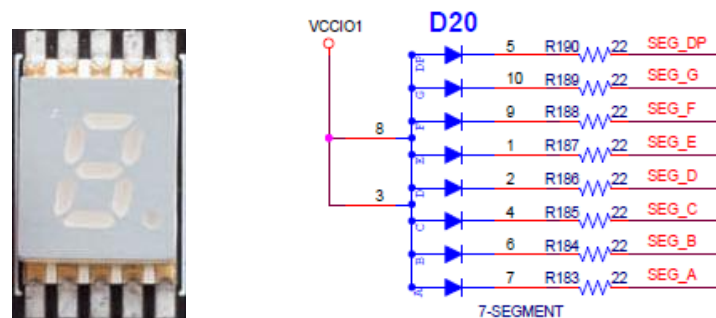 VCCIO1
D20
DP 5 R190 22 SEG_DP
G 10 R189 22 SEG_G
F 9 R188 22 SEG_F
8
E 1 R187 22 SEG_E
D 2 R186 22 SEG_D
3
C 4 R185 22 SEG_C
B 6 R184 22 SEG_B
A 7 R183 22 SEG_A
7-SEGMENT